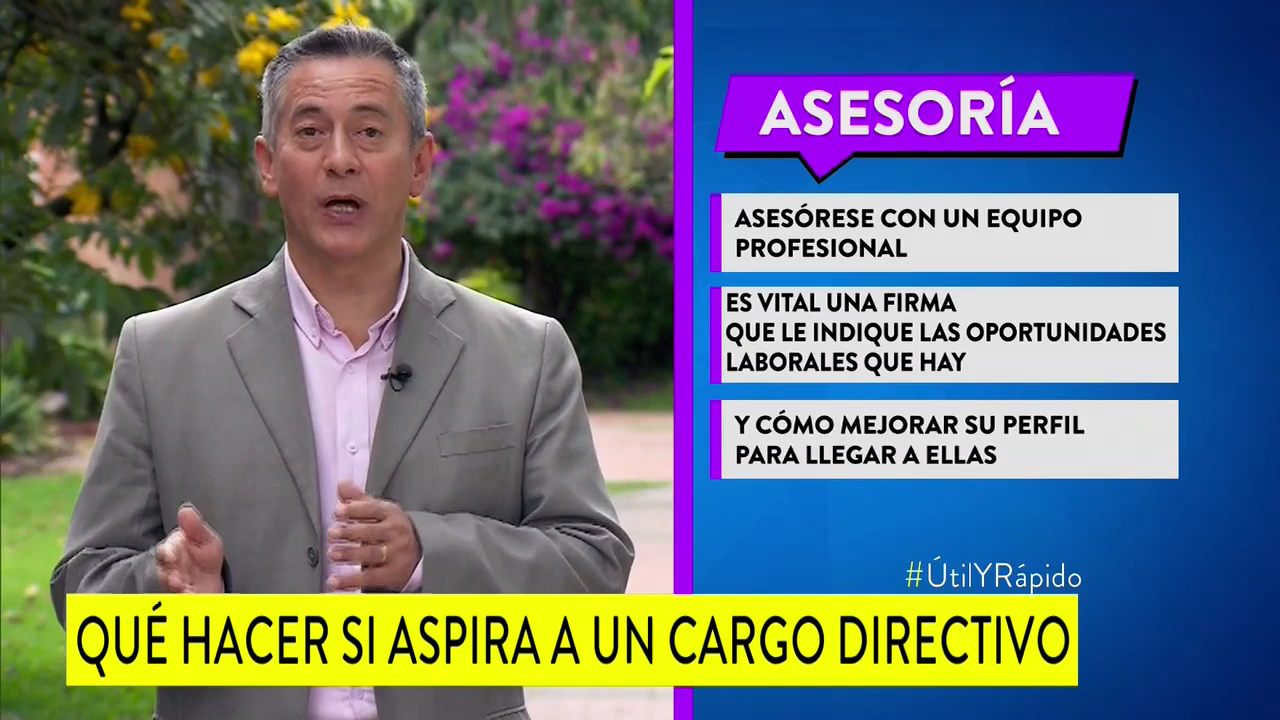 ASESORÍA
ASESÓRESE CON UN EQUIPO
PROFESIONAL
ES VITAL UNA FIRMA
QUE LE INDIQUE LAS OPORTUNIDADES
LABORALES QUE HAY
Y CÓMO MEJORAR SU PERFIL
PARA LLEGAR A ELLAS
#ÚtilYRápido
QUÉ HACER SI ASPIRA A UN CARGO DIRECTIVO